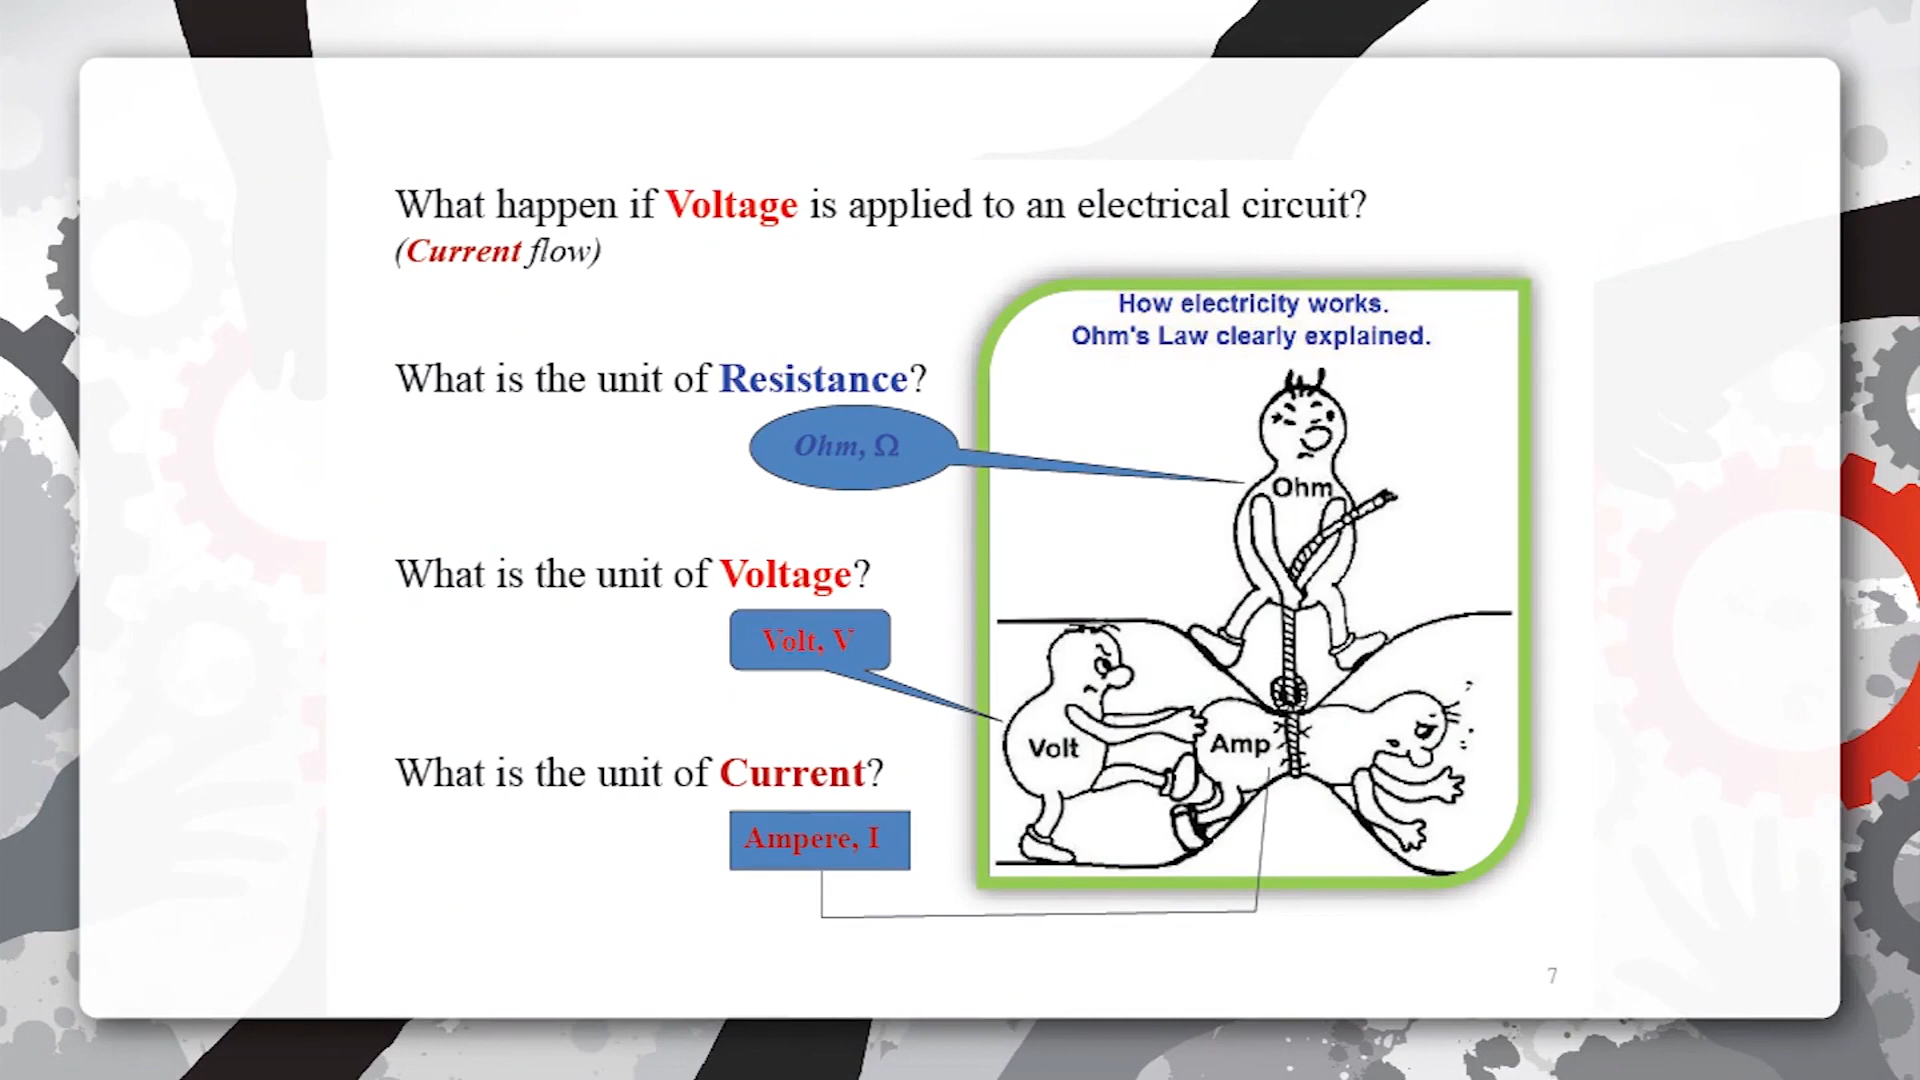 What happen if Voltage is applied to an electrical circuit?
(Current flow)
How electricity works.
Ohm's Law clearly explained.
What is the unit of Resistance?
Ohm, Ω
Ohm
What is the unit of Voltage?
Volt, V
Volt
Amp
What is the unit of Current?
Ampere, I
7